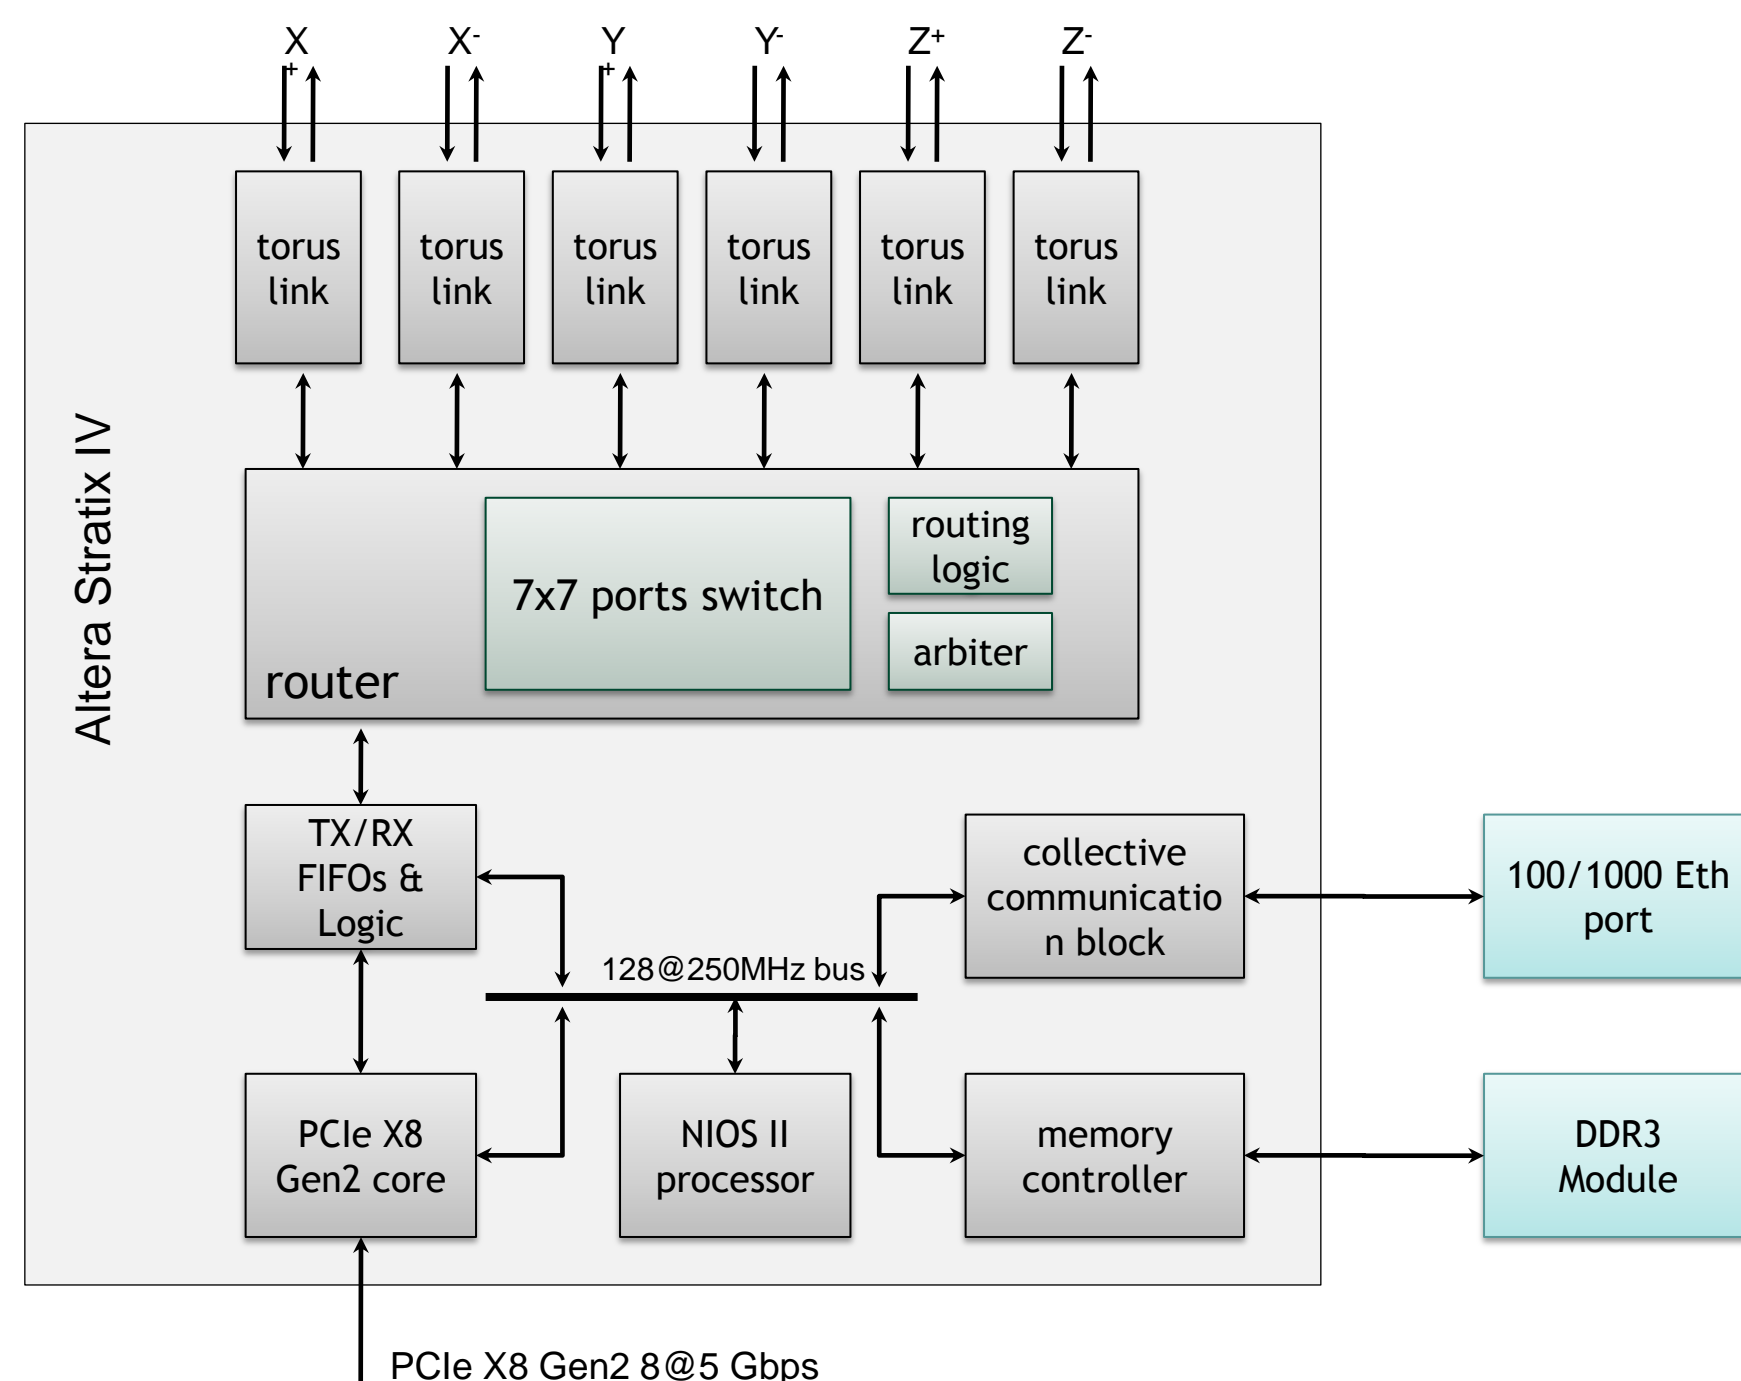 X
+
X-
Y
+
Y-
Z+
Z-
torus
link
torus
link
torus
link
torus
link
torus
link
torus
link
Altera Stratix IV
7x7 ports switch
routing
logic
arbiter
router
TX/RX
FIFOs &
Logic
collective
communicatio
n block
100/1000 Eth
port
128@250MHz bus
PCIe X8
Gen2 core
NIOS II
processor
memory
controller
DDR3
Module
PCIe X8 Gen2 8@5 Gbps